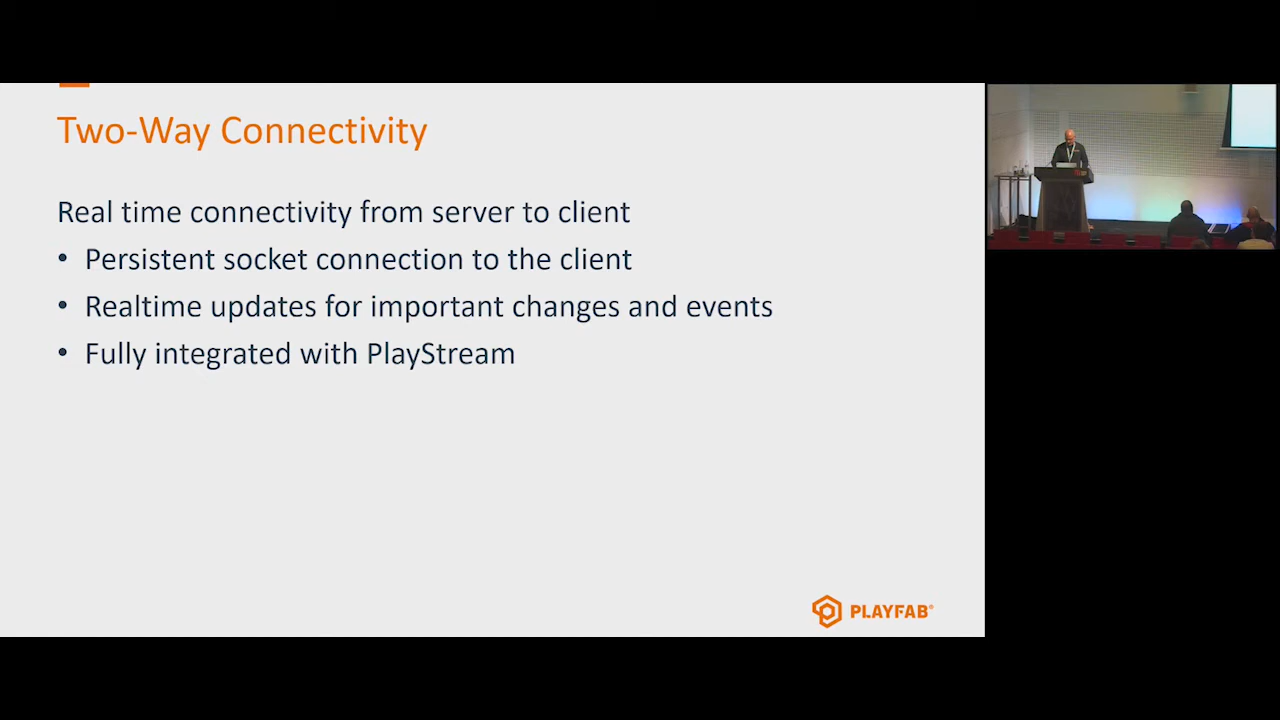 Two-Way Connectivity
Real time connectivity from server to client
• Persistent socket connection to the client
• Realtime updates for important changes and events
• Fully integrated with PlayStream
PLAYFAB®